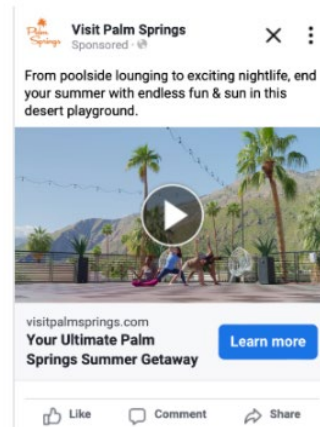 Palm
Springs
Visit Palm Springs
Sponsored ·
From poolside lounging to exciting nightlife, end
your summer with endless fun & sun in this
desert playground.
visitpalmsprings.com
Your Ultimate Palm
Springs Summer Getaway
Learn more
Like
Comment
Share